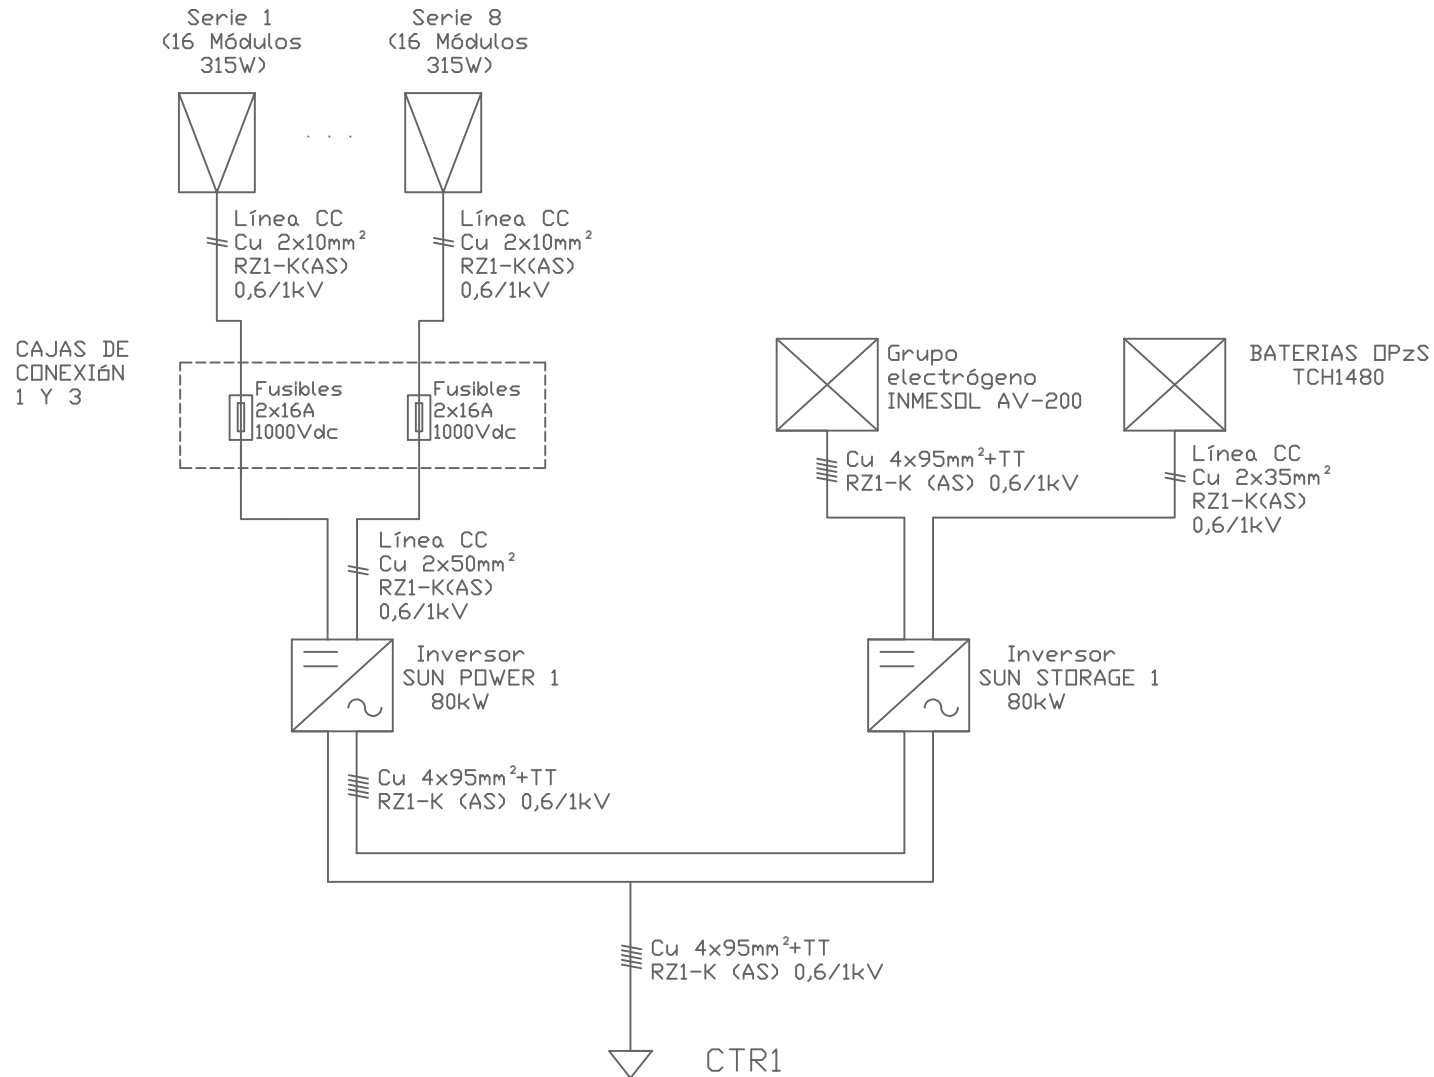 Serie 1
(16 Módulos
315W)
Serie 8
(16 Módulos
315W)
. . .
Línea CC
Cu 2x10mm²
RZ1-K(AS)
0,6/1kV
Línea CC
Cu 2x10mm²
RZ1-K(AS)
0,6/1kV
CAJAS DE
CONEXIóN
1 Y 3
Fusibles
2x16A
1000Vdc
Fusibles
2x16A
1000Vdc
Grupo
electrógeno
INMESOL AV-200
BATERIAS OPzS
TCH1480
Cu 4x95mm²+TT
RZ1-K (AS) 0,6/1kV
Línea CC
Cu 2x35mm²
RZ1-K(AS)
0,6/1kV
Línea CC
Cu 2x50mm²
RZ1-K(AS)
0,6/1kV
Inversor
SUN POWER 1
80kW
Inversor
SUN STORAGE 1
80kW
Cu 4x95mm²+TT
RZ1-K (AS) 0,6/1kV
Cu 4x95mm²+TT
RZ1-K (AS) 0,6/1kV
CTR1